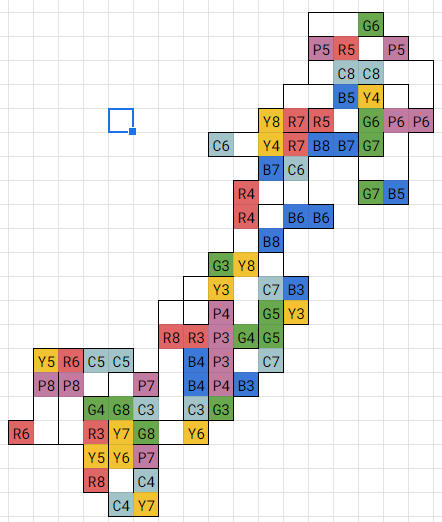 G6
P5 R5 P5
C8 C8
B5 Y4
Y8 R7 R5 G6 P6 P6
C6 Y4 R7 B8 B7 G7
B7 C6
R4 G7 B5
R4 B6 B6
B8
G3 Y8
Y3 C7 B3
P4 G5 Y3
R8 R3 P3 G4 G5
Y5 R6 C5 C5 B4 P3 C7
P8 P8 P7 B4 P4 B3
G4 G8 C3 C3 G3
R6 R3 Y7 G8 Y6
Y5 Y6 P7
R8 C4
C4 Y7